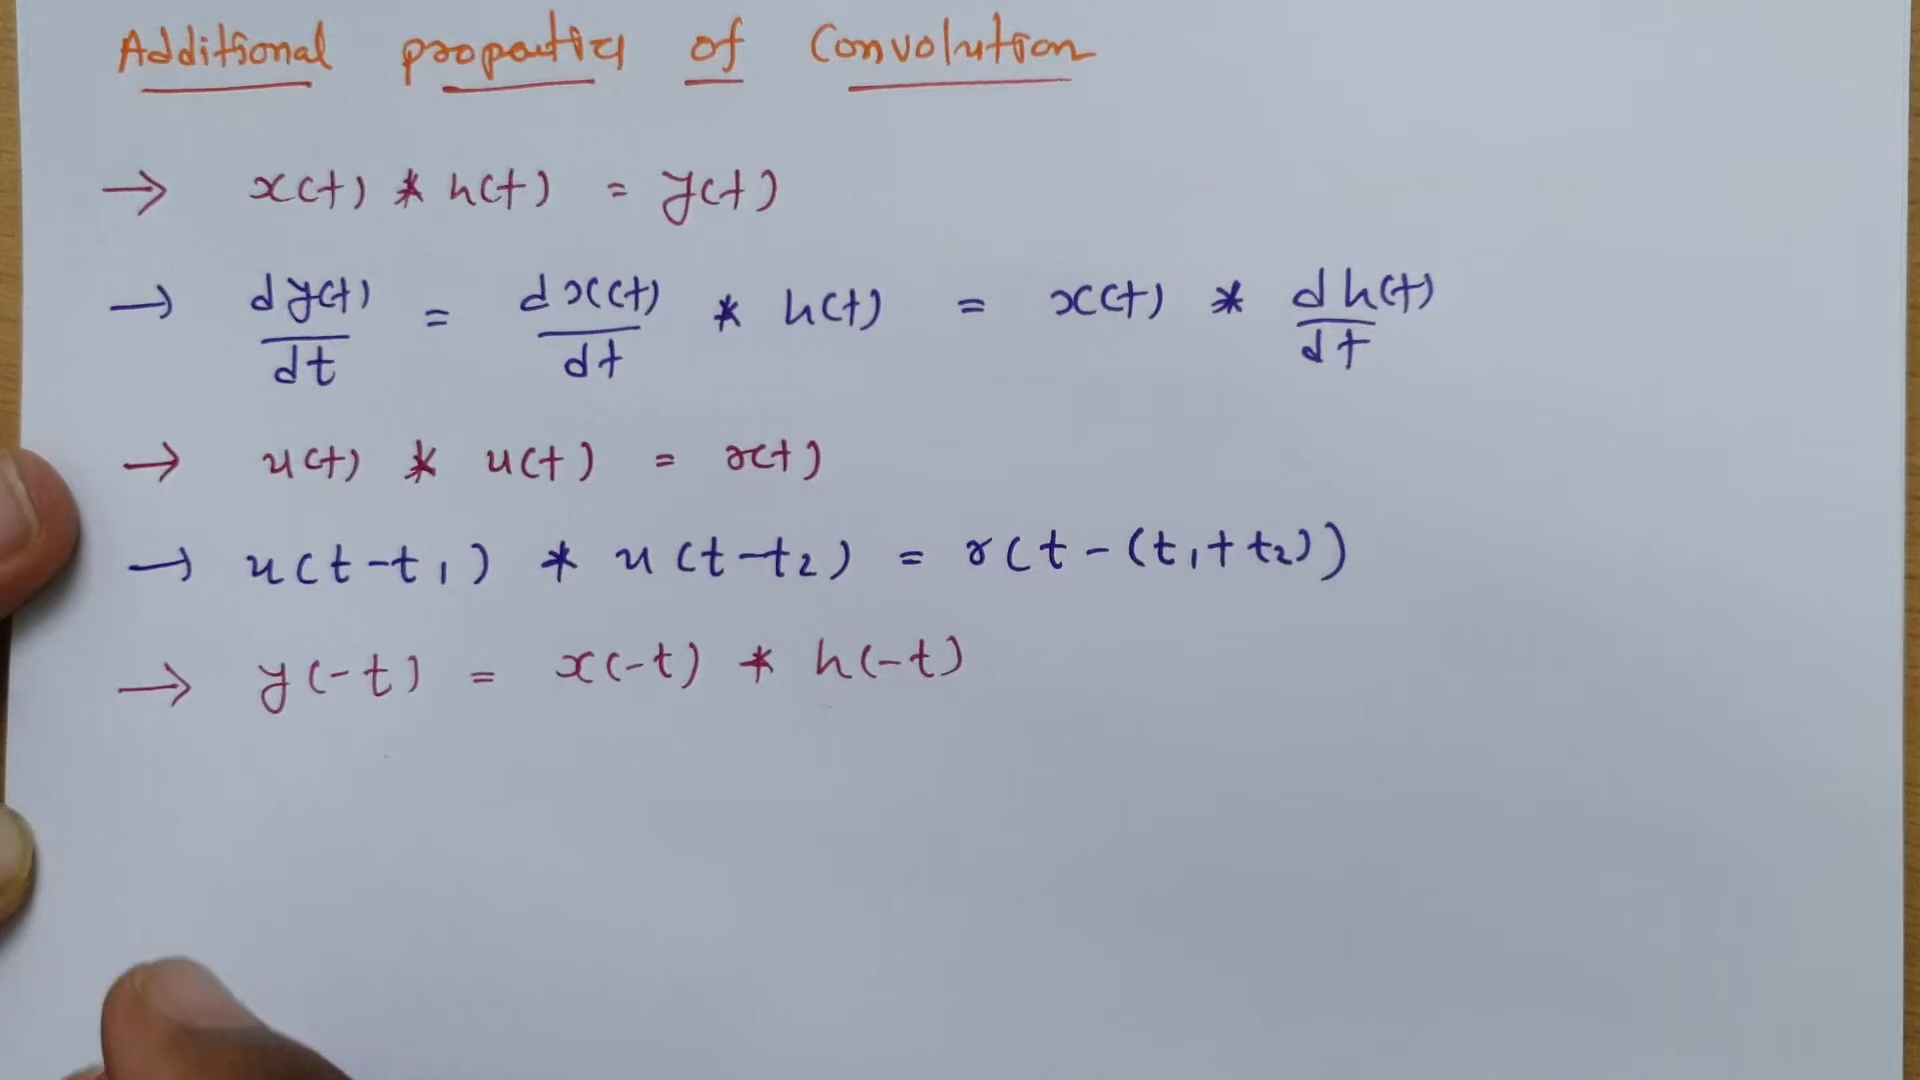 Additional properties of Convolution
→ x(t) * h(t) = y(t)
→ dy(t)/dt = dx(t)/dt * h(t) = x(t) * dh(t)/dt
→ u(t) * u(t) = r(t)
→ u(t-t₁) * u(t-t₂) = r(t-(t₁+t₂))
→ y(-t) = x(-t) * h(-t)